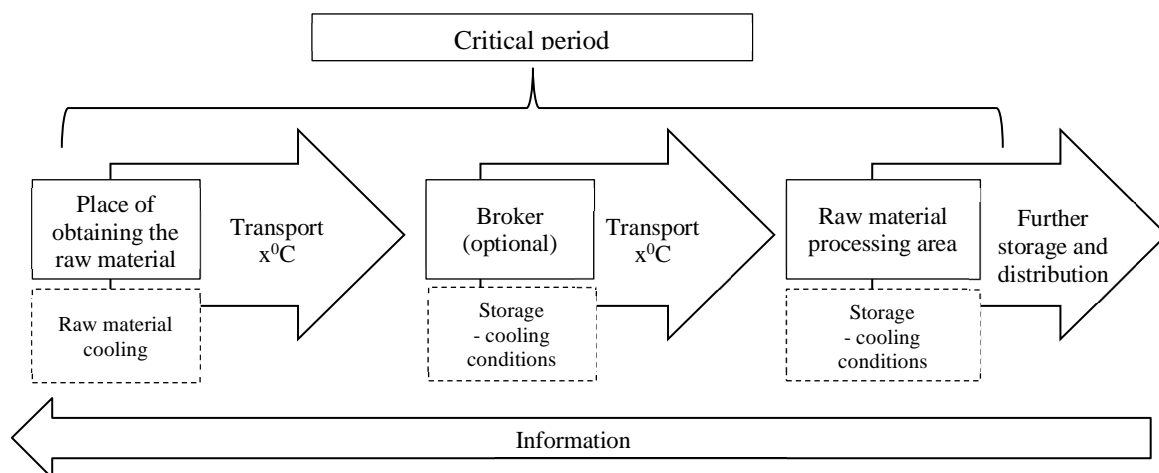 Critical period
Place of
obtaining the
raw material
Transport
x⁰C
Broker
(optional)
Transport
x⁰C
Raw material
processing area
Further
storage and
distribution
Raw material
cooling
Storage
- cooling
conditions
Storage
- cooling
conditions
Information